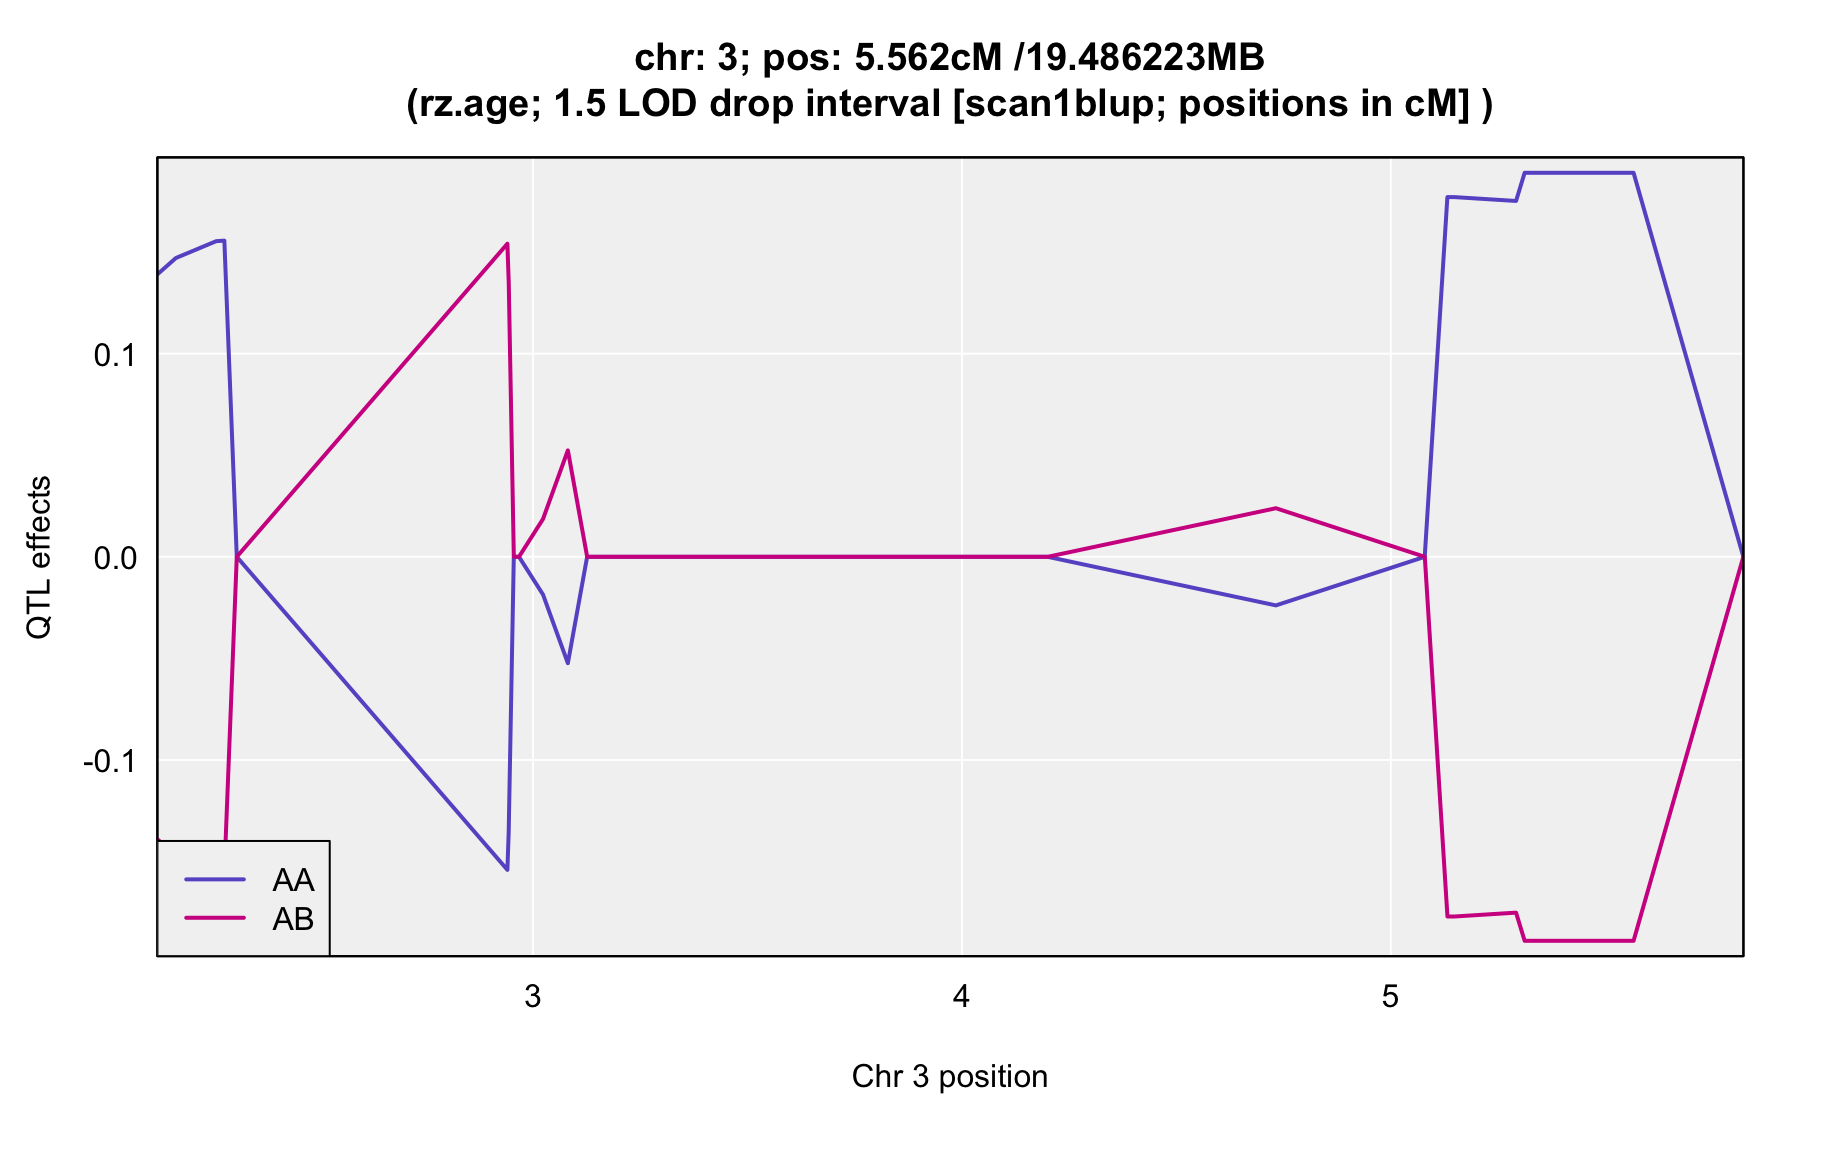 chr: 3; pos: 5.562cM /19.486223MB
(rz.age; 1.5 LOD drop interval [scan1blup; positions in cM] )
QTL effects
0.1
0.0
-0.1
AA
AB
3
4
5
Chr 3 position